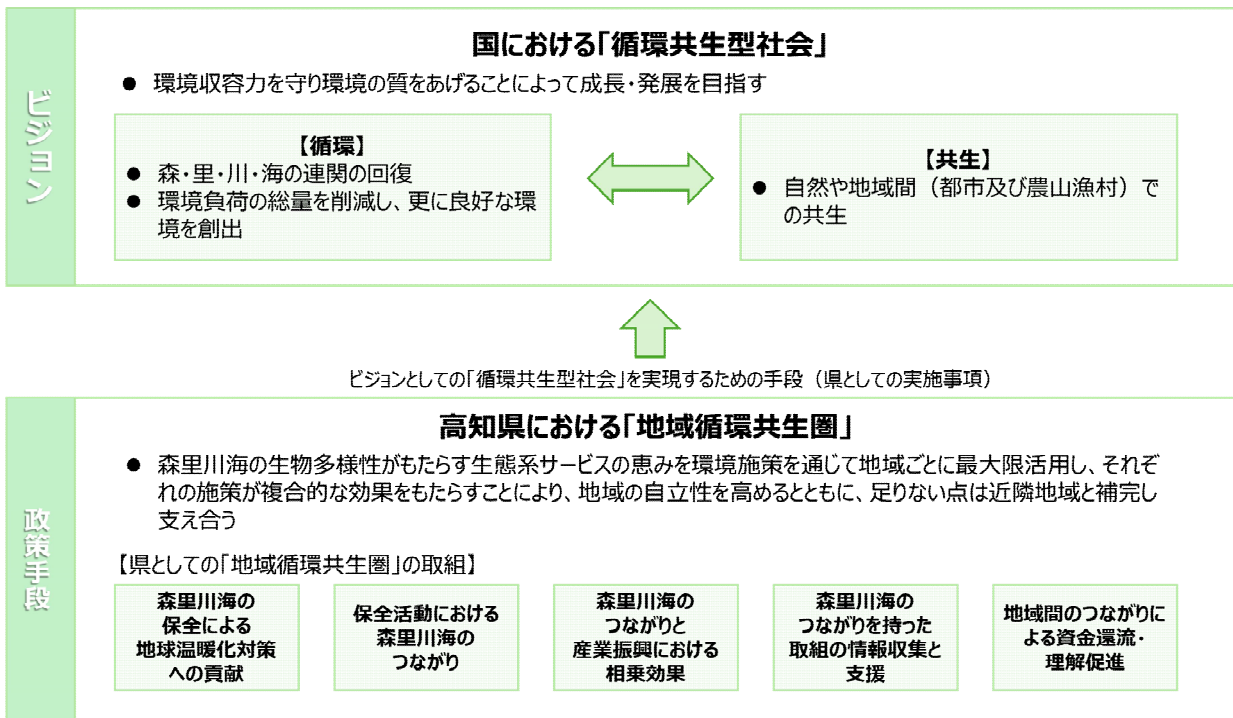 ビジョン
国における「循環共生型社会」
● 環境収容力を守り環境の質をあげることによって成長・発展を目指す
【循環】
● 森・里・川・海の連関の回復
● 環境負荷の総量を削減し、更に良好な環
境を創出
【共生】
● 自然や地域間（都市及び農山漁村）で
の共生
ビジョンとしての「循環共生型社会」を実現するための手段（県としての実施事項）
政策手段
高知県における「地域循環共生圏」
● 森里川海の生物多様性がもたらす生態系サービスの恵みを環境施策を通じて地域ごとに最大限活用し、それぞ
れの施策が複合的な効果をもたらすことにより、地域の自立性を高めるとともに、足りない点は近隣地域と補完し
支え合う
【県としての「地域循環共生圏」の取組】
森里川海の
保全による
地球温暖化対策
への貢献
保全活動における
森里川海の
つながり
森里川海の
つながりと
産業振興における
相乗効果
森里川海の
つながりを持った
取組の情報収集と
支援
地域間のつながりに
よる資金還流・
理解促進